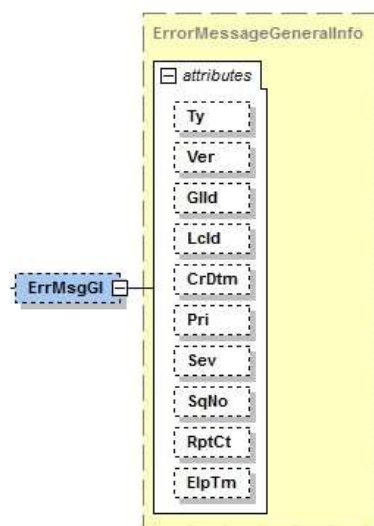 ErrorMessageGeneralInfo
attributes
Ty
Ver
GlId
LcId
CrDtm
Pri
Sev
SqNo
RptCt
ElpTm
ErrMsgGI